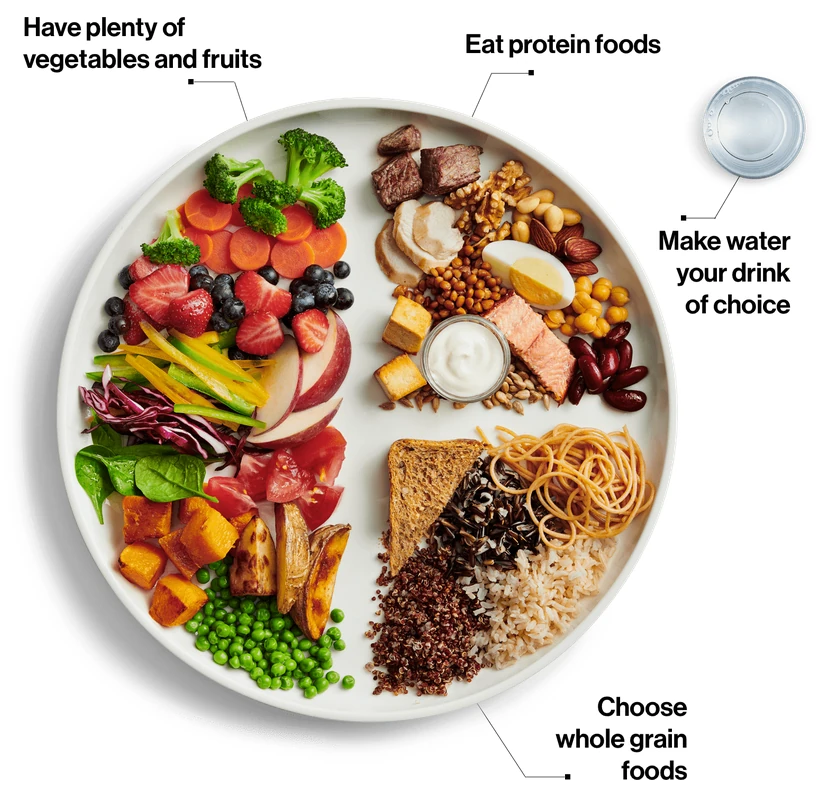 Have plenty of
vegetables and fruits
Eat protein foods
Make water
your drink
of choice
Choose
whole grain
foods